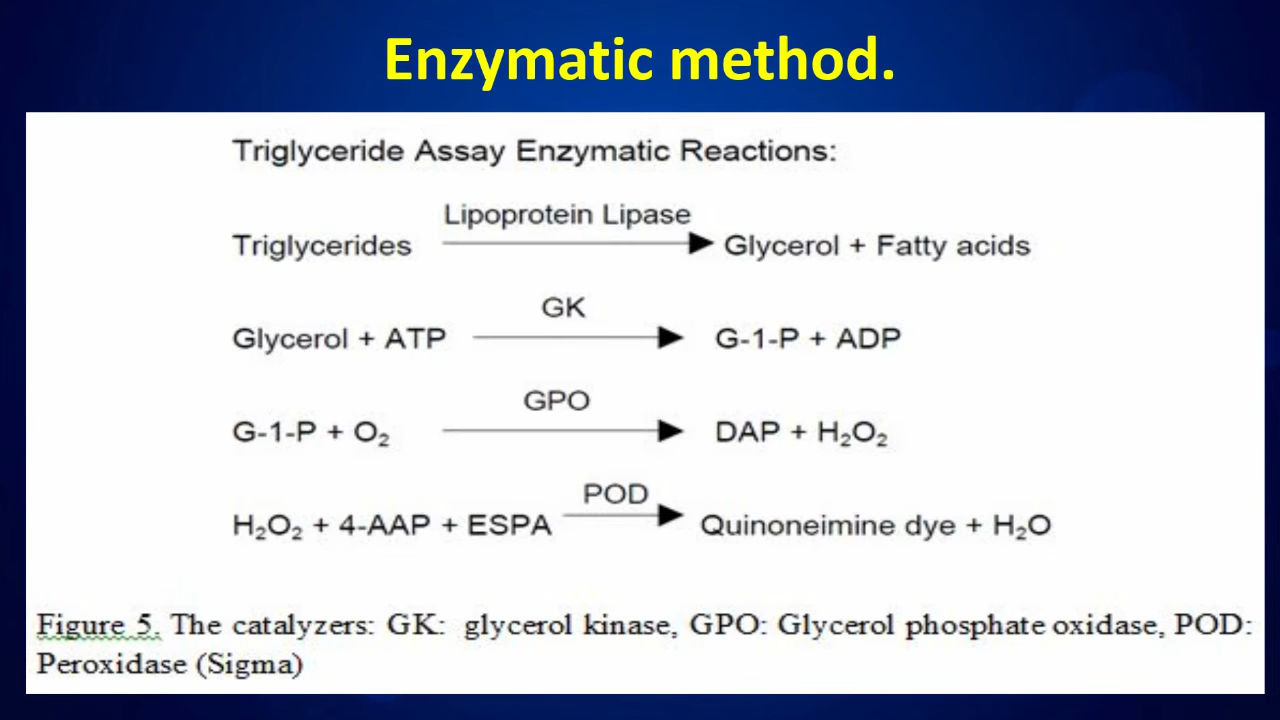 Enzymatic method.
Triglyceride Assay Enzymatic Reactions:
Lipoprotein Lipase
Triglycerides Glycerol + Fatty acids
GK
Glycerol + ATP G-1-P + ADP
GPO
G-1-P + O₂ DAP + H₂O₂
POD
H₂O₂ + 4-AAP + ESPA Quinoneimine dye + H₂O
Figure 5. The catalyzers: GK: glycerol kinase, GPO: Glycerol phosphate oxidase, POD:
Peroxidase (Sigma)